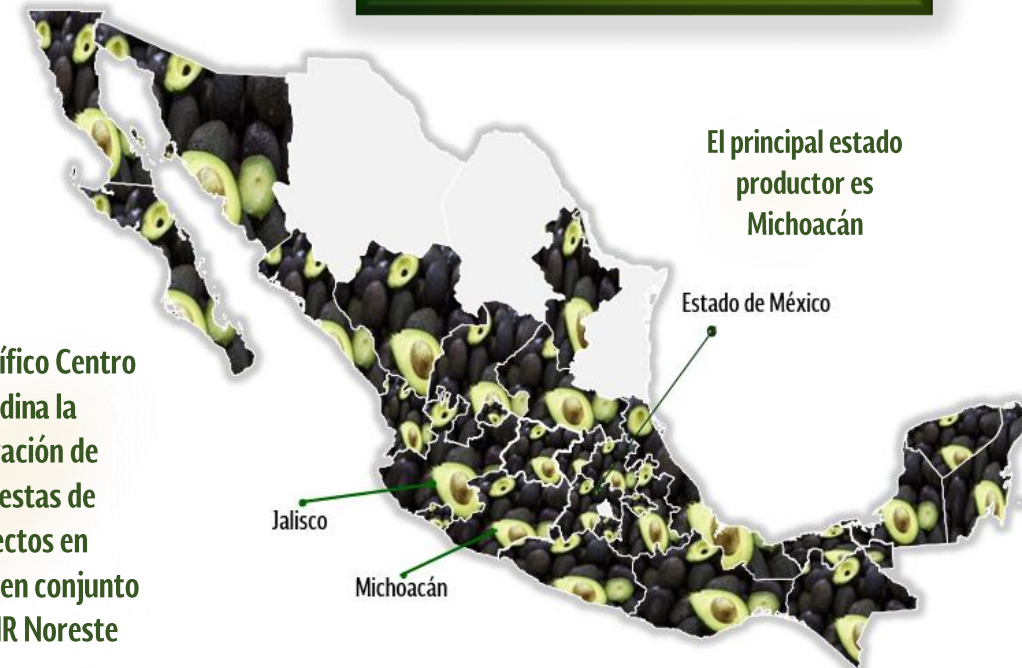 El principal estado
productor es
Michoacán
Estado de México
ífico Centro
dina la
ación de
estas de
ectos en
en conjunto
IR Noreste
Jalisco
Michoacán